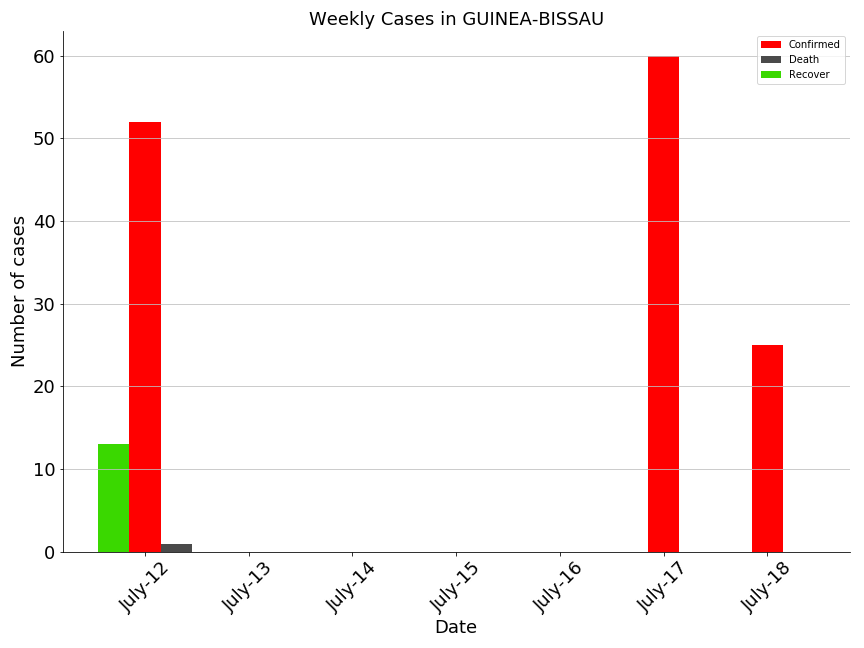 Weekly Cases in GUINEA-BISSAU
Confirmed
Death
Recover
Number of cases
60
50
40
30
20
10
0
July-12
July-13
July-14
July-15
July-16
July-17
July-18
Date